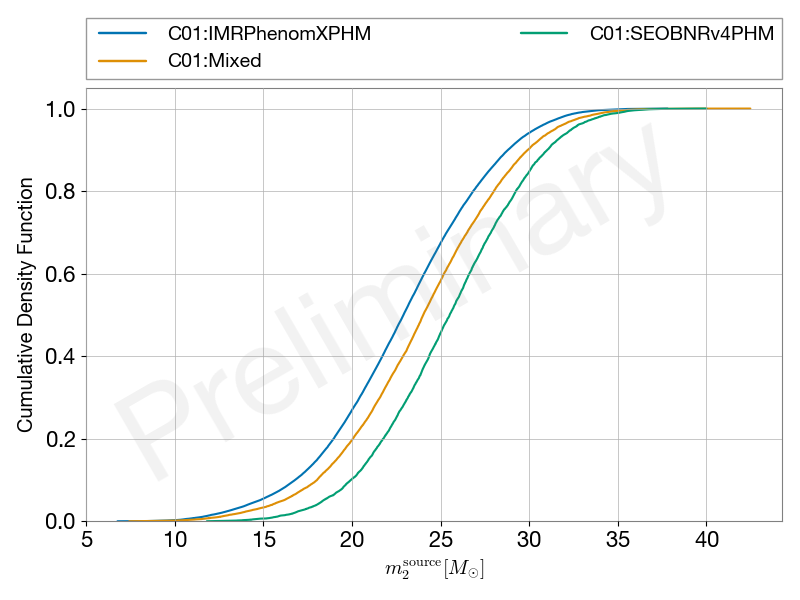 C01:IMRPhenomXPHM
C01:Mixed
C01:SEOBNRv4PHM
Cumulative Density Function
1.0
0.8
0.6
0.4
0.2
0.0
5 10 15 20 25 30 35 40
m₂^source [M⊙]
Preliminary